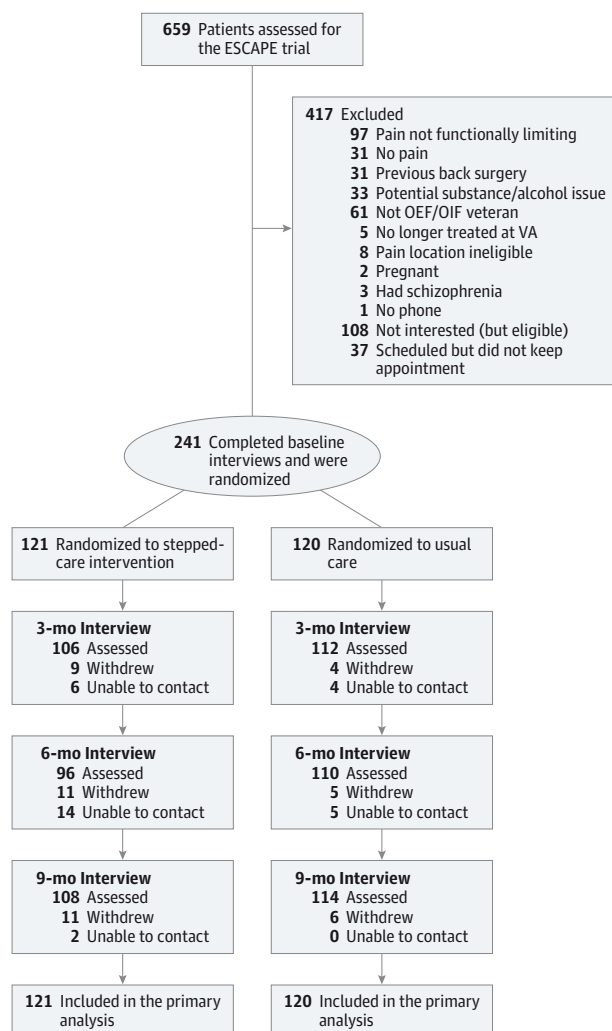 659 Patients assessed for
the ESCAPE trial
417 Excluded
97 Pain not functionally limiting
31 No pain
31 Previous back surgery
33 Potential substance/alcohol issue
61 Not OEF/OIF veteran
5 No longer treated at VA
8 Pain location ineligible
2 Pregnant
3 Had schizophrenia
1 No phone
108 Not interested (but eligible)
37 Scheduled but did not keep
appointment
241 Completed baseline
interviews and were
randomized
121 Randomized to stepped-
care intervention
120 Randomized to usual
care
3-mo Interview
106 Assessed
9 Withdrew
6 Unable to contact
3-mo Interview
112 Assessed
4 Withdrew
4 Unable to contact
6-mo Interview
96 Assessed
11 Withdrew
14 Unable to contact
6-mo Interview
110 Assessed
5 Withdrew
5 Unable to contact
9-mo Interview
108 Assessed
11 Withdrew
2 Unable to contact
9-mo Interview
114 Assessed
6 Withdrew
0 Unable to contact
121 Included in the primary
analysis
120 Included in the primary
analysis